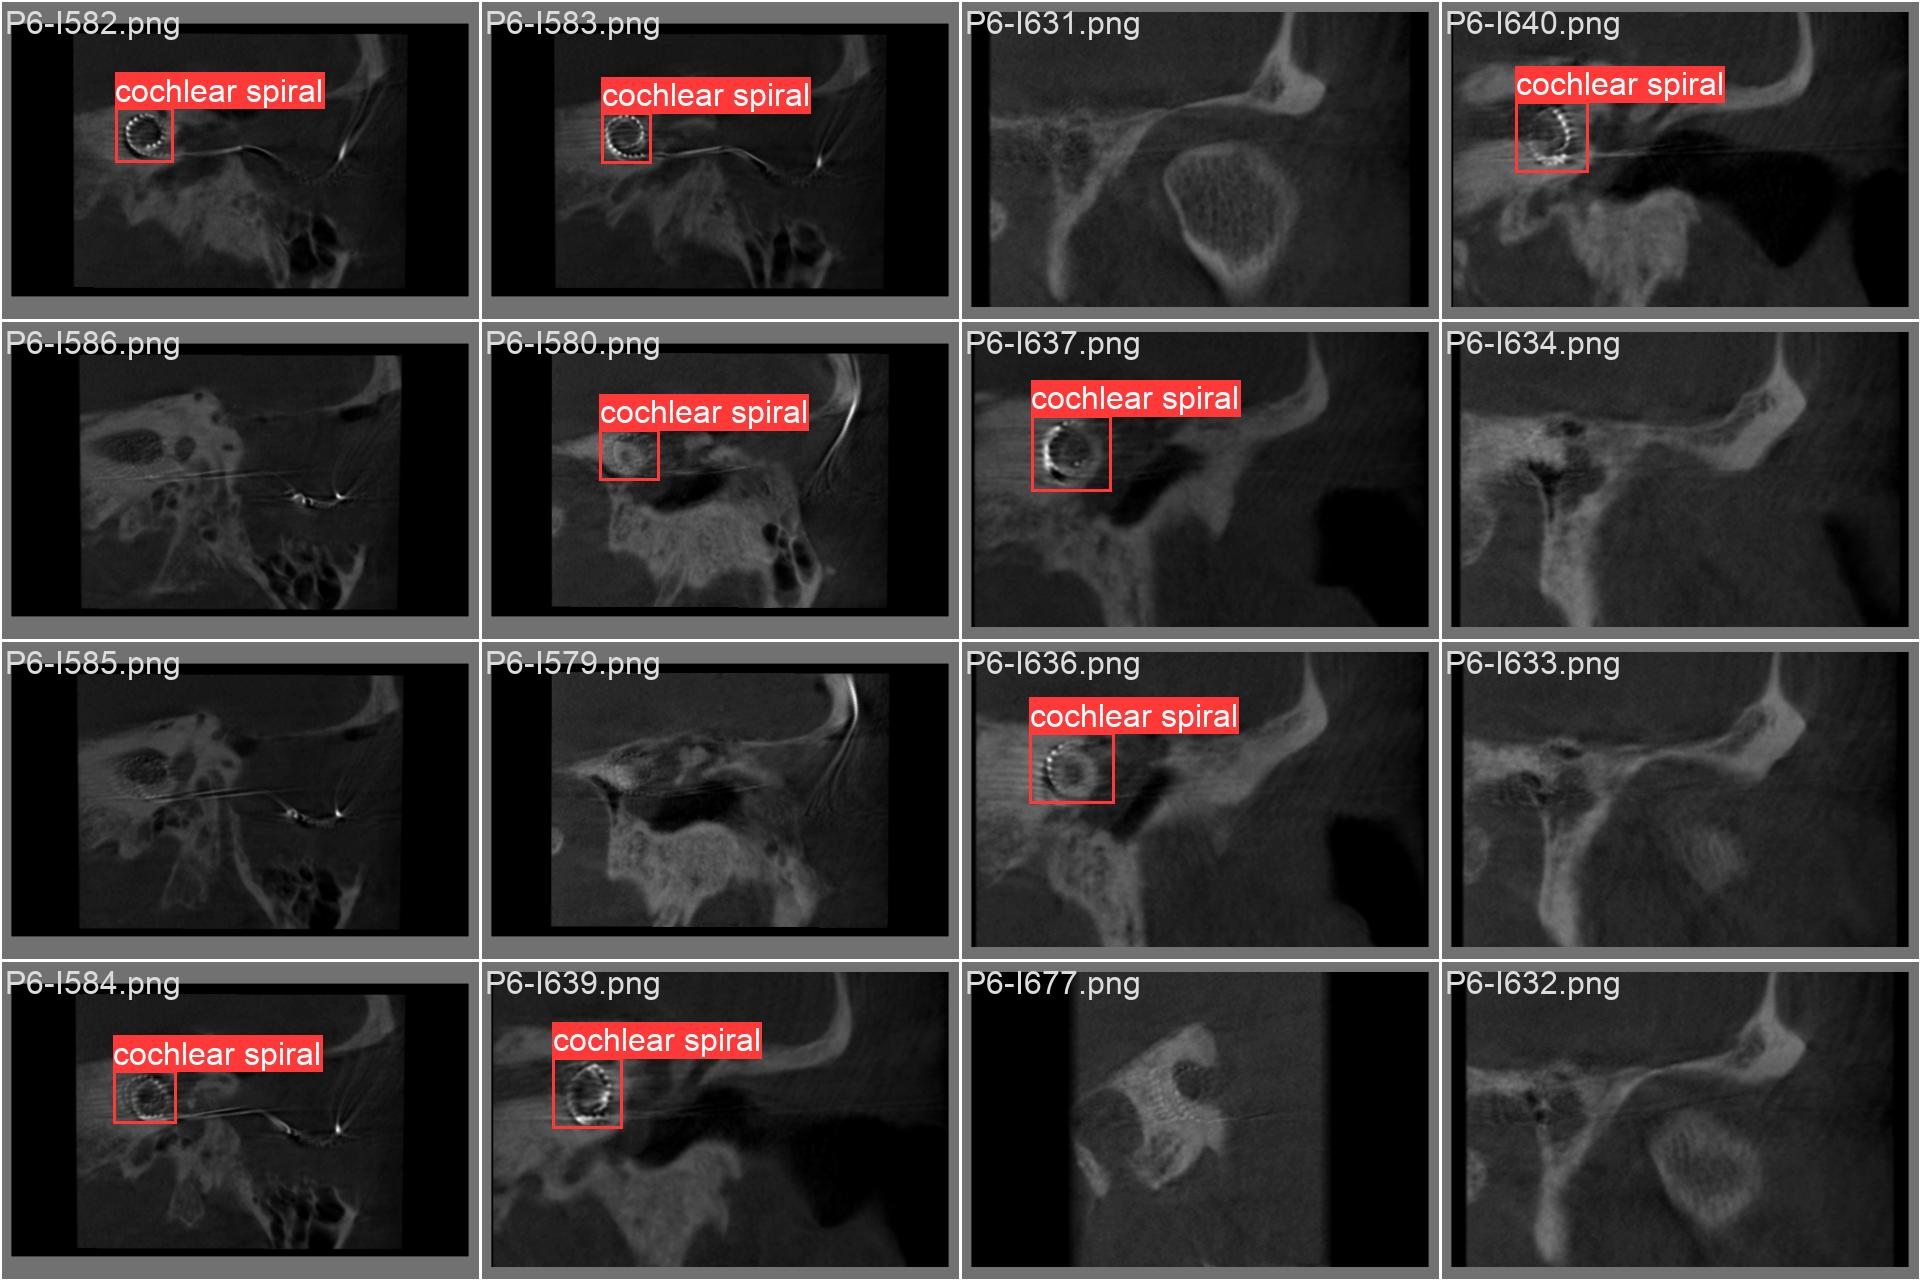 P6-I582.png
cochlear spiral
P6-I583.png
cochlear spiral
P6-I631.png
P6-I640.png
cochlear spiral
P6-I586.png
P6-I580.png
cochlear spiral
P6-I637.png
cochlear spiral
P6-I634.png
P6-I585.png
P6-I579.png
P6-I636.png
cochlear spiral
P6-I633.png
P6-I584.png
cochlear spiral
P6-I639.png
cochlear spiral
P6-I677.png
P6-I632.png